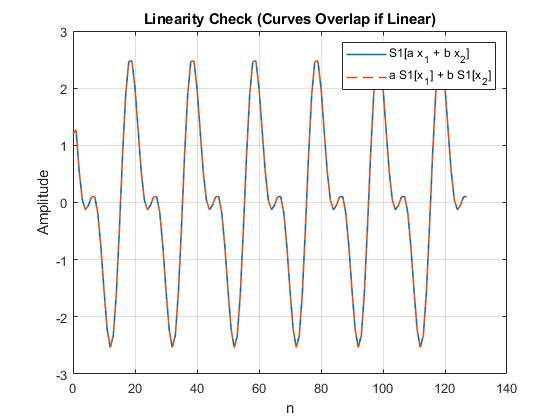 Linearity Check (Curves Overlap if Linear)
S1[a x1 + b x2]
a S1[x1] + b S1[x2]
Amplitude
3
2
1
0
-1
-2
-3
0 20 40 60 80 100 120 140
n